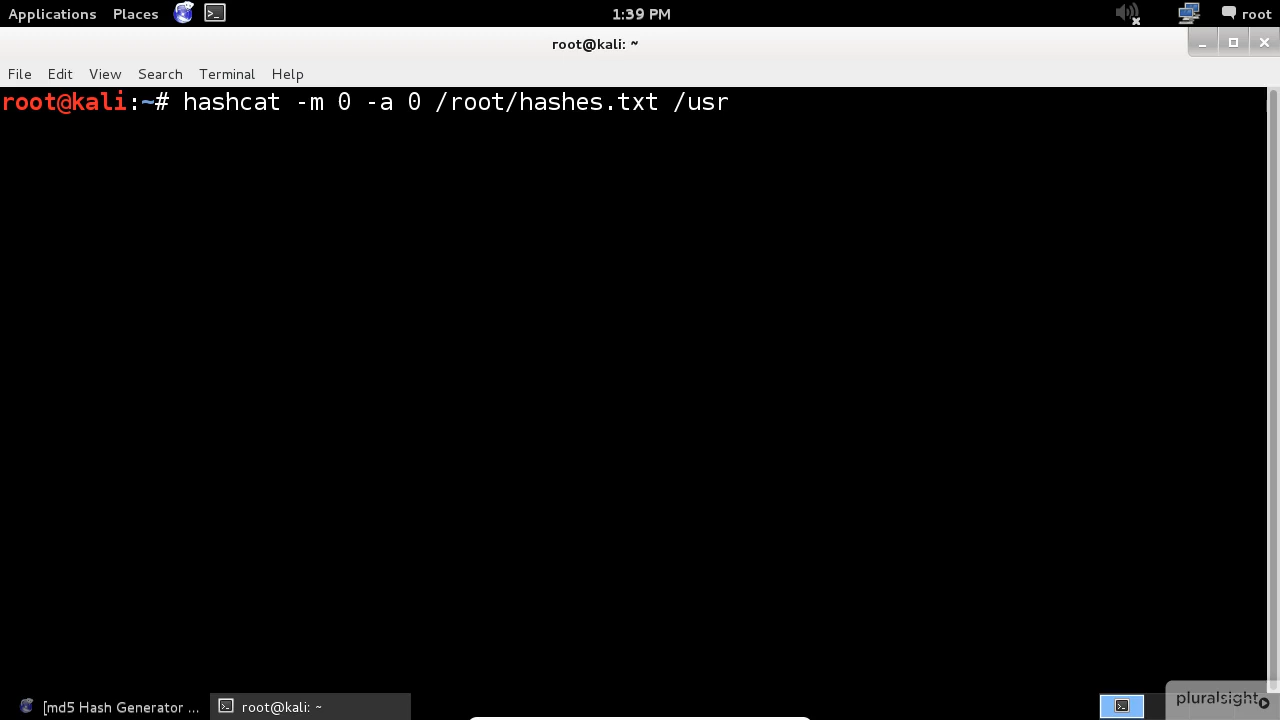 Applications Places 1:39 PM root
root@kali: ~
File Edit View Search Terminal Help
root@kali:~# hashcat -m 0 -a 0 /root/hashes.txt /usr
[md5 Hash Generator ... root@kali: ~
pluralsight